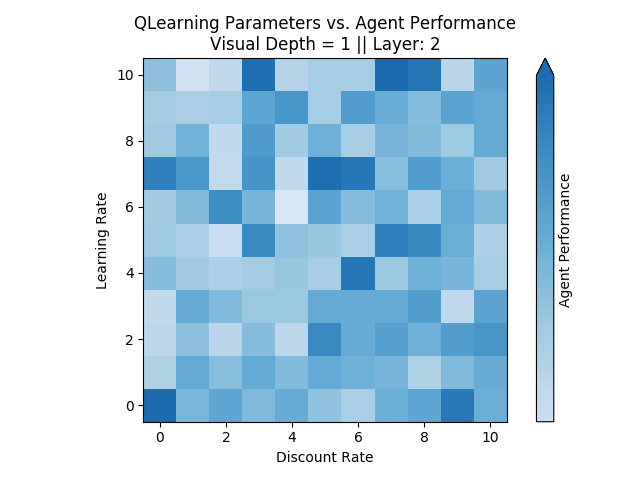 QLearning Parameters vs. Agent Performance
Visual Depth = 1 || Layer: 2
10
8
6
4
2
0
Learning Rate
0 2 4 6 8 10
Discount Rate
Agent Performance